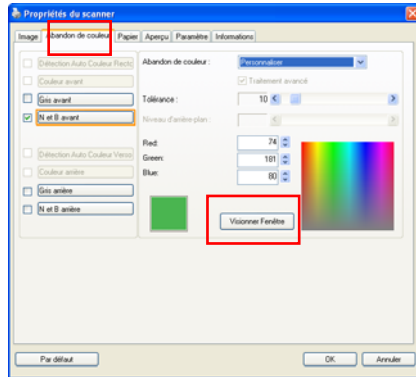 Propriétés du scanner
Image Abandon de couleur Papier Aperçu Paramètre Informations
Détection Auto Couleur Recto
Couleur avant
Gris avant
N et B avant
Détection Auto Couleur Verso
Couleur arrière
Gris arrière
N et B arrière
Abandon de couleur : Personnaliser
Traitement avancé
Tolérance : 10
Niveau d'arrière-plan :
Red: 74
Green: 181
Blue: 80
Visionner Fenêtre
Par défaut OK Annuler